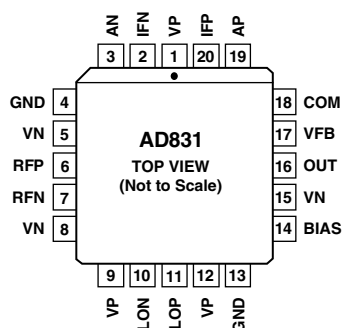 AN IFN VP IFP AP
3 2 1 20 19
GND 4
VN 5
RFP 6
RFN 7
VN 8
AD831
TOP VIEW
(Not to Scale)
18 COM
17 VFB
16 OUT
15 VN
14 BIAS
9 10 11 12 13
VP LON LOP VP GND